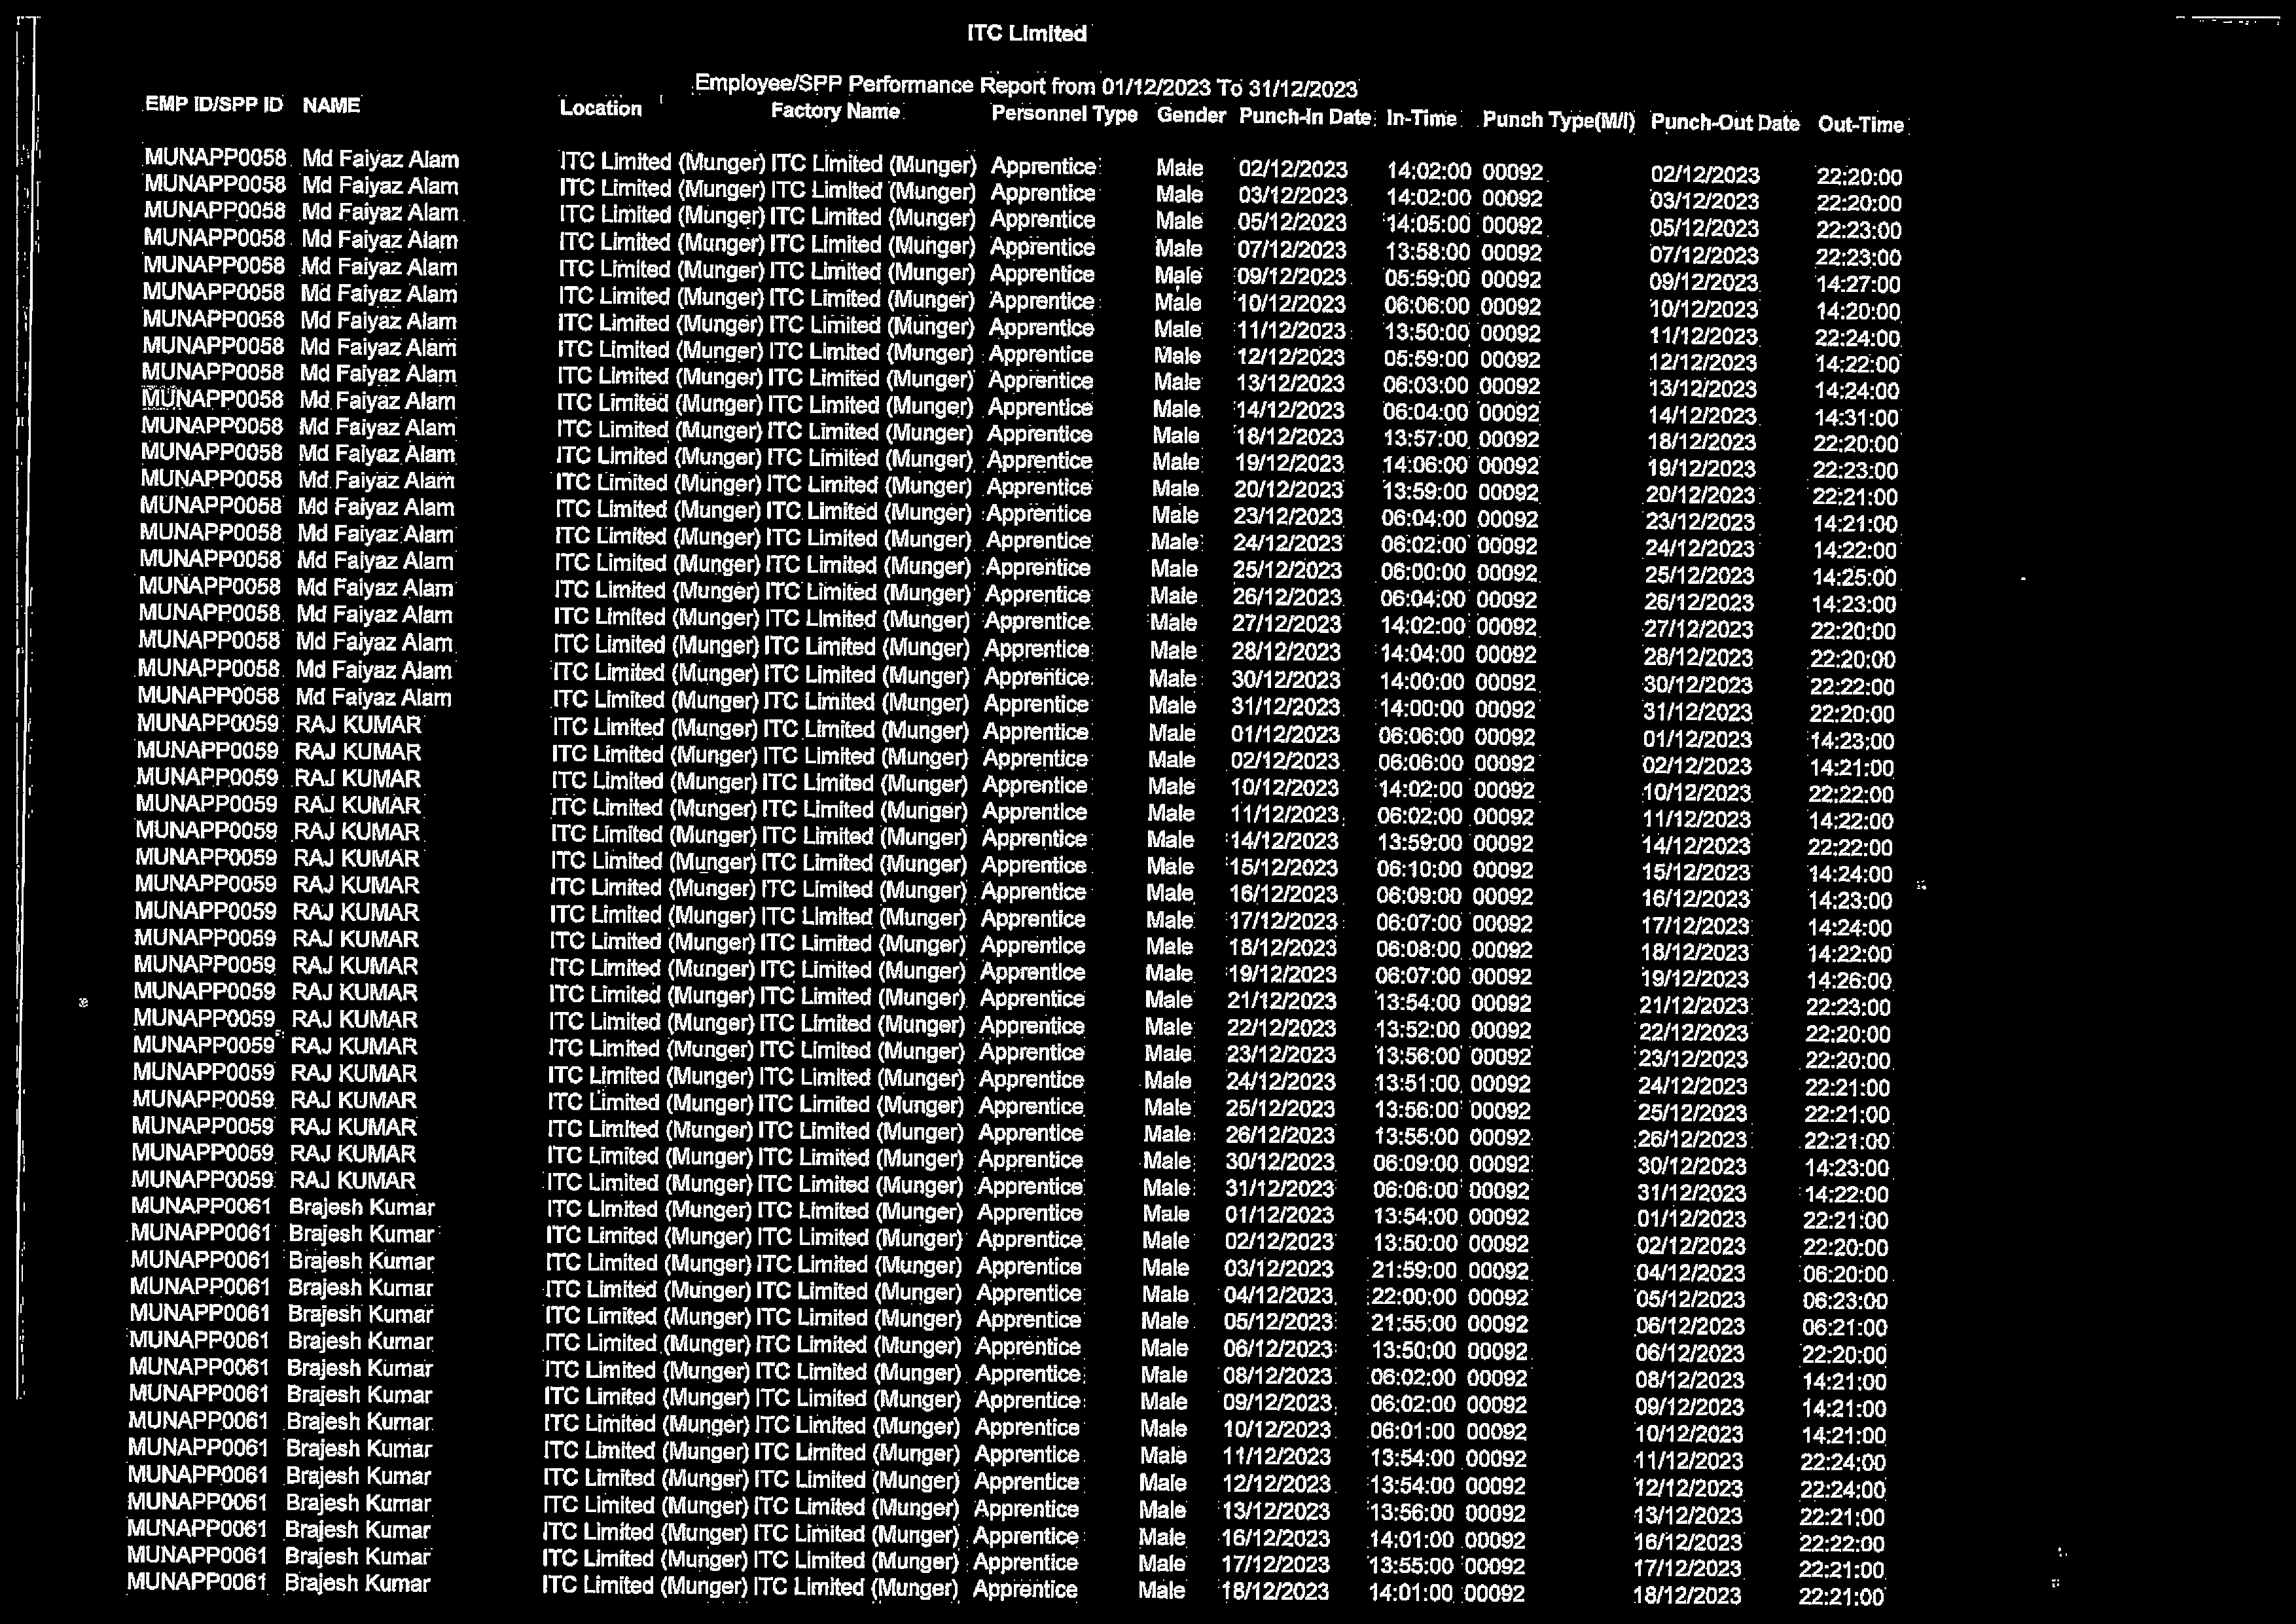 ITC Limited
Employee/SPP Performance Report from 01/12/2023 To 31/12/2023
EMP ID/SPP ID NAME Location Factory Name Personnel Type Gender Punch-In Date In-Time Punch Type(M/I) Punch-Out Date Out-Time
MUNAPP0058 Md Faiyaz Alam ITC Limited (Munger) ITC Limited (Munger) Apprentice Male 02/12/2023 14:02:00 00092 02/12/2023 22:20:00
MUNAPP0058 Md Faiyaz Alam ITC Limited (Munger) ITC Limited (Munger) Apprentice Male 03/12/2023 14:02:00 00092 03/12/2023 22:20:00
MUNAPP0058 Md Faiyaz Alam ITC Limited (Munger) ITC Limited (Munger) Apprentice Male 05/12/2023 14:05:00 00092 05/12/2023 22:23:00
MUNAPP0058 Md Faiyaz Alam ITC Limited (Munger) ITC Limited (Munger) Apprentice Male 07/12/2023 13:58:00 00092 07/12/2023 22:23:00
MUNAPP0058 Md Faiyaz Alam ITC Limited (Munger) ITC Limited (Munger) Apprentice Male 09/12/2023 05:59:00 00092 09/12/2023 14:27:00
MUNAPP0058 Md Faiyaz Alam ITC Limited (Munger) ITC Limited (Munger) Apprentice Male 10/12/2023 06:06:00 00092 10/12/2023 14:20:00
MUNAPP0058 Md Faiyaz Alam ITC Limited (Munger) ITC Limited (Munger) Apprentice Male 11/12/2023 13:50:00 00092 11/12/2023 22:24:00
MUNAPP0058 Md Faiyaz Alam ITC Limited (Munger) ITC Limited (Munger) Apprentice Male 12/12/2023 05:59:00 00092 12/12/2023 14:22:00
MUNAPP0058 Md Faiyaz Alam ITC Limited (Munger) ITC Limited (Munger) Apprentice Male 13/12/2023 06:03:00 00092 13/12/2023 14:24:00
MUNAPP0058 Md Faiyaz Alam ITC Limited (Munger) ITC Limited (Munger) Apprentice Male 14/12/2023 06:04:00 00092 14/12/2023 14:31:00
MUNAPP0058 Md Faiyaz Alam ITC Limited (Munger) ITC Limited (Munger) Apprentice Male 18/12/2023 13:57:00 00092 18/12/2023 22:20:00
MUNAPP0058 Md Faiyaz Alam ITC Limited (Munger) ITC Limited (Munger) Apprentice Male 19/12/2023 14:06:00 00092 19/12/2023 22:23:00
MUNAPP0058 Md Faiyaz Alam ITC Limited (Munger) ITC Limited (Munger) Apprentice Male 20/12/2023 13:59:00 00092 20/12/2023 22:21:00
MUNAPP0058 Md Faiyaz Alam ITC Limited (Munger) ITC Limited (Munger) Apprentice Male 23/12/2023 06:04:00 00092 23/12/2023 14:21:00
MUNAPP0058 Md Faiyaz Alam ITC Limited (Munger) ITC Limited (Munger) Apprentice Male 24/12/2023 06:02:00 00092 24/12/2023 14:22:00
MUNAPP0058 Md Faiyaz Alam ITC Limited (Munger) ITC Limited (Munger) Apprentice Male 25/12/2023 06:00:00 00092 25/12/2023 14:25:00
MUNAPP0058 Md Faiyaz Alam ITC Limited (Munger) ITC Limited (Munger) Apprentice Male 26/12/2023 06:04:00 00092 26/12/2023 14:23:00
MUNAPP0058 Md Faiyaz Alam ITC Limited (Munger) ITC Limited (Munger) Apprentice Male 27/12/2023 14:02:00 00092 27/12/2023 22:20:00
MUNAPP0058 Md Faiyaz Alam ITC Limited (Munger) ITC Limited (Munger) Apprentice Male 28/12/2023 14:04:00 00092 28/12/2023 22:20:00
MUNAPP0058 Md Faiyaz Alam ITC Limited (Munger) ITC Limited (Munger) Apprentice Male 30/12/2023 14:00:00 00092 30/12/2023 22:22:00
MUNAPP0058 Md Faiyaz Alam ITC Limited (Munger) ITC Limited (Munger) Apprentice Male 31/12/2023 14:00:00 00092 31/12/2023 22:20:00
MUNAPP0059 RAJ KUMAR ITC Limited (Munger) ITC Limited (Munger) Apprentice Male 01/12/2023 06:06:00 00092 01/12/2023 14:23:00
MUNAPP0059 RAJ KUMAR ITC Limited (Munger) ITC Limited (Munger) Apprentice Male 02/12/2023 06:06:00 00092 02/12/2023 14:21:00
MUNAPP0059 RAJ KUMAR ITC Limited (Munger) ITC Limited (Munger) Apprentice Male 10/12/2023 14:02:00 00092 10/12/2023 22:22:00
MUNAPP0059 RAJ KUMAR ITC Limited (Munger) ITC Limited (Munger) Apprentice Male 11/12/2023 06:02:00 00092 11/12/2023 14:22:00
MUNAPP0059 RAJ KUMAR ITC Limited (Munger) ITC Limited (Munger) Apprentice Male 14/12/2023 13:59:00 00092 14/12/2023 22:22:00
MUNAPP0059 RAJ KUMAR ITC Limited (Munger) ITC Limited (Munger) Apprentice Male 15/12/2023 06:10:00 00092 15/12/2023 14:24:00
MUNAPP0059 RAJ KUMAR ITC Limited (Munger) ITC Limited (Munger) Apprentice Male 16/12/2023 06:09:00 00092 16/12/2023 14:23:00
MUNAPP0059 RAJ KUMAR ITC Limited (Munger) ITC Limited (Munger) Apprentice Male 17/12/2023 06:07:00 00092 17/12/2023 14:24:00
MUNAPP0059 RAJ KUMAR ITC Limited (Munger) ITC Limited (Munger) Apprentice Male 18/12/2023 06:08:00 00092 18/12/2023 14:22:00
MUNAPP0059 RAJ KUMAR ITC Limited (Munger) ITC Limited (Munger) Apprentice Male 19/12/2023 06:07:00 00092 19/12/2023 14:26:00
MUNAPP0059 RAJ KUMAR ITC Limited (Munger) ITC Limited (Munger) Apprentice Male 21/12/2023 13:54:00 00092 21/12/2023 22:23:00
MUNAPP0059 RAJ KUMAR ITC Limited (Munger) ITC Limited (Munger) Apprentice Male 22/12/2023 13:52:00 00092 22/12/2023 22:20:00
MUNAPP0059 RAJ KUMAR ITC Limited (Munger) ITC Limited (Munger) Apprentice Male 23/12/2023 13:56:00 00092 23/12/2023 22:20:00
MUNAPP0059 RAJ KUMAR ITC Limited (Munger) ITC Limited (Munger) Apprentice Male 24/12/2023 13:51:00 00092 24/12/2023 22:21:00
MUNAPP0059 RAJ KUMAR ITC Limited (Munger) ITC Limited (Munger) Apprentice Male 25/12/2023 13:56:00 00092 25/12/2023 22:21:00
MUNAPP0059 RAJ KUMAR ITC Limited (Munger) ITC Limited (Munger) Apprentice Male 26/12/2023 13:55:00 00092 26/12/2023 22:21:00
MUNAPP0059 RAJ KUMAR ITC Limited (Munger) ITC Limited (Munger) Apprentice Male 30/12/2023 06:09:00 00092 30/12/2023 14:23:00
MUNAPP0059 RAJ KUMAR ITC Limited (Munger) ITC Limited (Munger) Apprentice Male 31/12/2023 06:06:00 00092 31/12/2023 14:22:00
MUNAPP0061 Brajesh Kumar ITC Limited (Munger) ITC Limited (Munger) Apprentice Male 01/12/2023 13:54:00 00092 01/12/2023 22:21:00
MUNAPP0061 Brajesh Kumar ITC Limited (Munger) ITC Limited (Munger) Apprentice Male 02/12/2023 13:50:00 00092 02/12/2023 22:20:00
MUNAPP0061 Brajesh Kumar ITC Limited (Munger) ITC Limited (Munger) Apprentice Male 03/12/2023 21:59:00 00092 04/12/2023 06:20:00
MUNAPP0061 Brajesh Kumar ITC Limited (Munger) ITC Limited (Munger) Apprentice Male 04/12/2023 22:00:00 00092 05/12/2023 06:23:00
MUNAPP0061 Brajesh Kumar ITC Limited (Munger) ITC Limited (Munger) Apprentice Male 05/12/2023 21:55:00 00092 06/12/2023 06:21:00
MUNAPP0061 Brajesh Kumar ITC Limited (Munger) ITC Limited (Munger) Apprentice Male 06/12/2023 13:50:00 00092 06/12/2023 22:20:00
MUNAPP0061 Brajesh Kumar ITC Limited (Munger) ITC Limited (Munger) Apprentice Male 08/12/2023 06:02:00 00092 08/12/2023 14:21:00
MUNAPP0061 Brajesh Kumar ITC Limited (Munger) ITC Limited (Munger) Apprentice Male 09/12/2023 06:02:00 00092 09/12/2023 14:21:00
MUNAPP0061 Brajesh Kumar ITC Limited (Munger) ITC Limited (Munger) Apprentice Male 10/12/2023 06:01:00 00092 10/12/2023 14:21:00
MUNAPP0061 Brajesh Kumar ITC Limited (Munger) ITC Limited (Munger) Apprentice Male 11/12/2023 13:54:00 00092 11/12/2023 22:24:00
MUNAPP0061 Brajesh Kumar ITC Limited (Munger) ITC Limited (Munger) Apprentice Male 12/12/2023 13:54:00 00092 12/12/2023 22:24:00
MUNAPP0061 Brajesh Kumar ITC Limited (Munger) ITC Limited (Munger) Apprentice Male 13/12/2023 13:56:00 00092 13/12/2023 22:21:00
MUNAPP0061 Brajesh Kumar ITC Limited (Munger) ITC Limited (Munger) Apprentice Male 16/12/2023 14:01:00 00092 16/12/2023 22:22:00
MUNAPP0061 Brajesh Kumar ITC Limited (Munger) ITC Limited (Munger) Apprentice Male 17/12/2023 13:55:00 00092 17/12/2023 22:21:00
MUNAPP0061 Brajesh Kumar ITC Limited (Munger) ITC Limited (Munger) Apprentice Male 18/12/2023 14:01:00 00092 18/12/2023 22:21:00